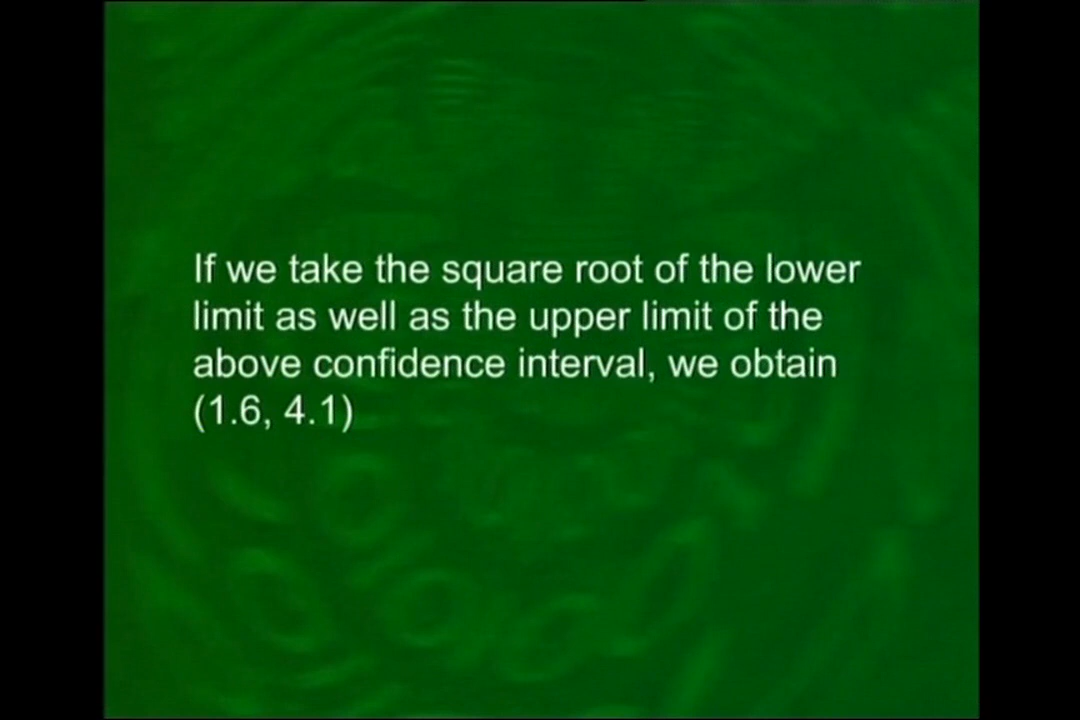 If we take the square root of the lower
limit as well as the upper limit of the
above confidence interval, we obtain
(1.6, 4.1)